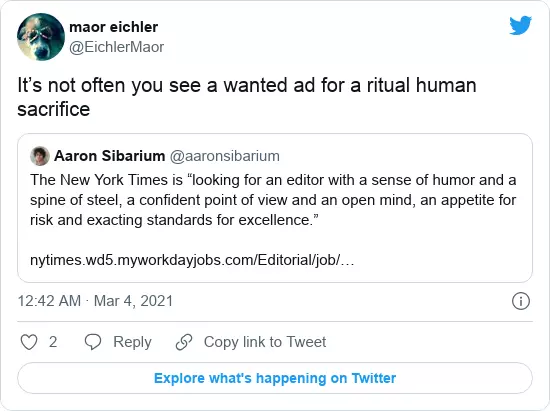 maor eichler
@EichlerMaor
It’s not often you see a wanted ad for a ritual human
sacrifice
Aaron Sibarium @aaronsibarium
The New York Times is “looking for an editor with a sense of humor and a
spine of steel, a confident point of view and an open mind, an appetite for
risk and exacting standards for excellence.”
nytimes.wd5.myworkdayjobs.com/Editorial/job/…
12:42 AM · Mar 4, 2021
2 Reply Copy link to Tweet
Explore what's happening on Twitter